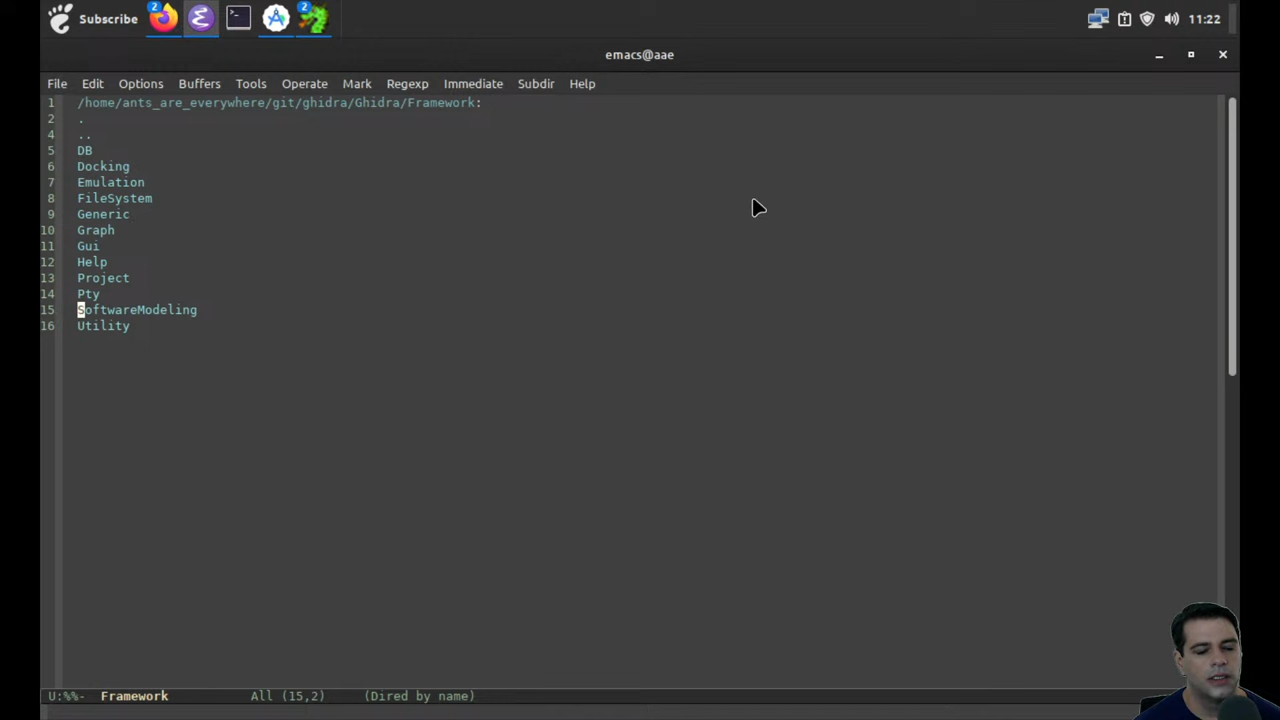 Subscribe
2
2
11:22
emacs@aae
File Edit Options Buffers Tools Operate Mark Regexp Immediate Subdir Help
1 /home/ants_are_everywhere/git/ghidra/Ghidra/Framework:
2 .
4 ..
5 DB
6 Docking
7 Emulation
8 FileSystem
9 Generic
10 Graph
11 Gui
12 Help
13 Project
14 Pty
15 SoftwareModeling
16 Utility
U:%%- Framework All (15,2) (Dired by name)